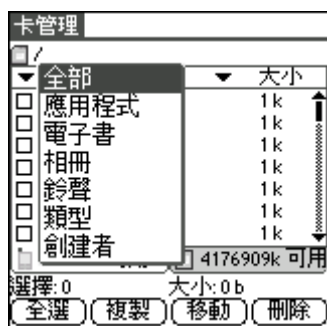 卡管理
/
全部 大小
應用程式 1k
電子書 1k
相冊 1k
鈴聲 1k
類型 1k
創建者 1k
4176909k 可用
選擇: 0 大小: 0b
全選 複製 移動 刪除